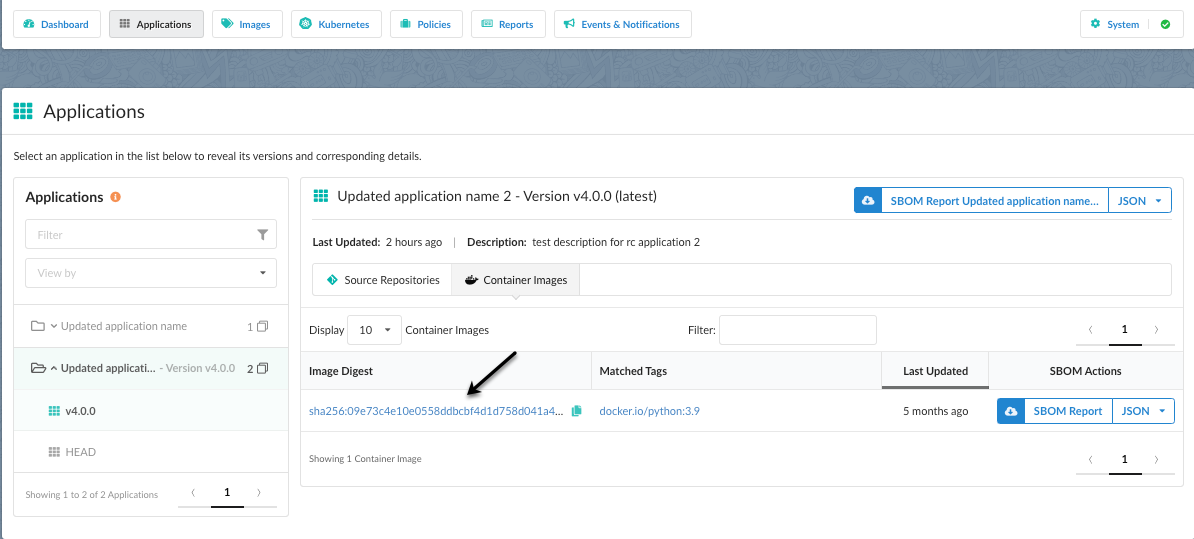 Dashboard Applications Images Kubernetes Policies Reports Events & Notifications System
Applications
Select an application in the list below to reveal its versions and corresponding details.
Applications
Filter
View by
Updated application name 1
Updated applicati... - Version v4.0.0 2
v4.0.0
HEAD
Showing 1 to 2 of 2 Applications 1
Updated application name 2 - Version v4.0.0 (latest)
SBOM Report Updated application name... JSON
Last Updated: 2 hours ago | Description: test description for rc application 2
Source Repositories Container Images
Display 10 Container Images Filter: 1
Image Digest Matched Tags Last Updated SBOM Actions
sha256:09e73c4e10e0558ddbcbf4d1d758d041a4... docker.io/python:3.9 5 months ago SBOM Report JSON
Showing 1 Container Image 1